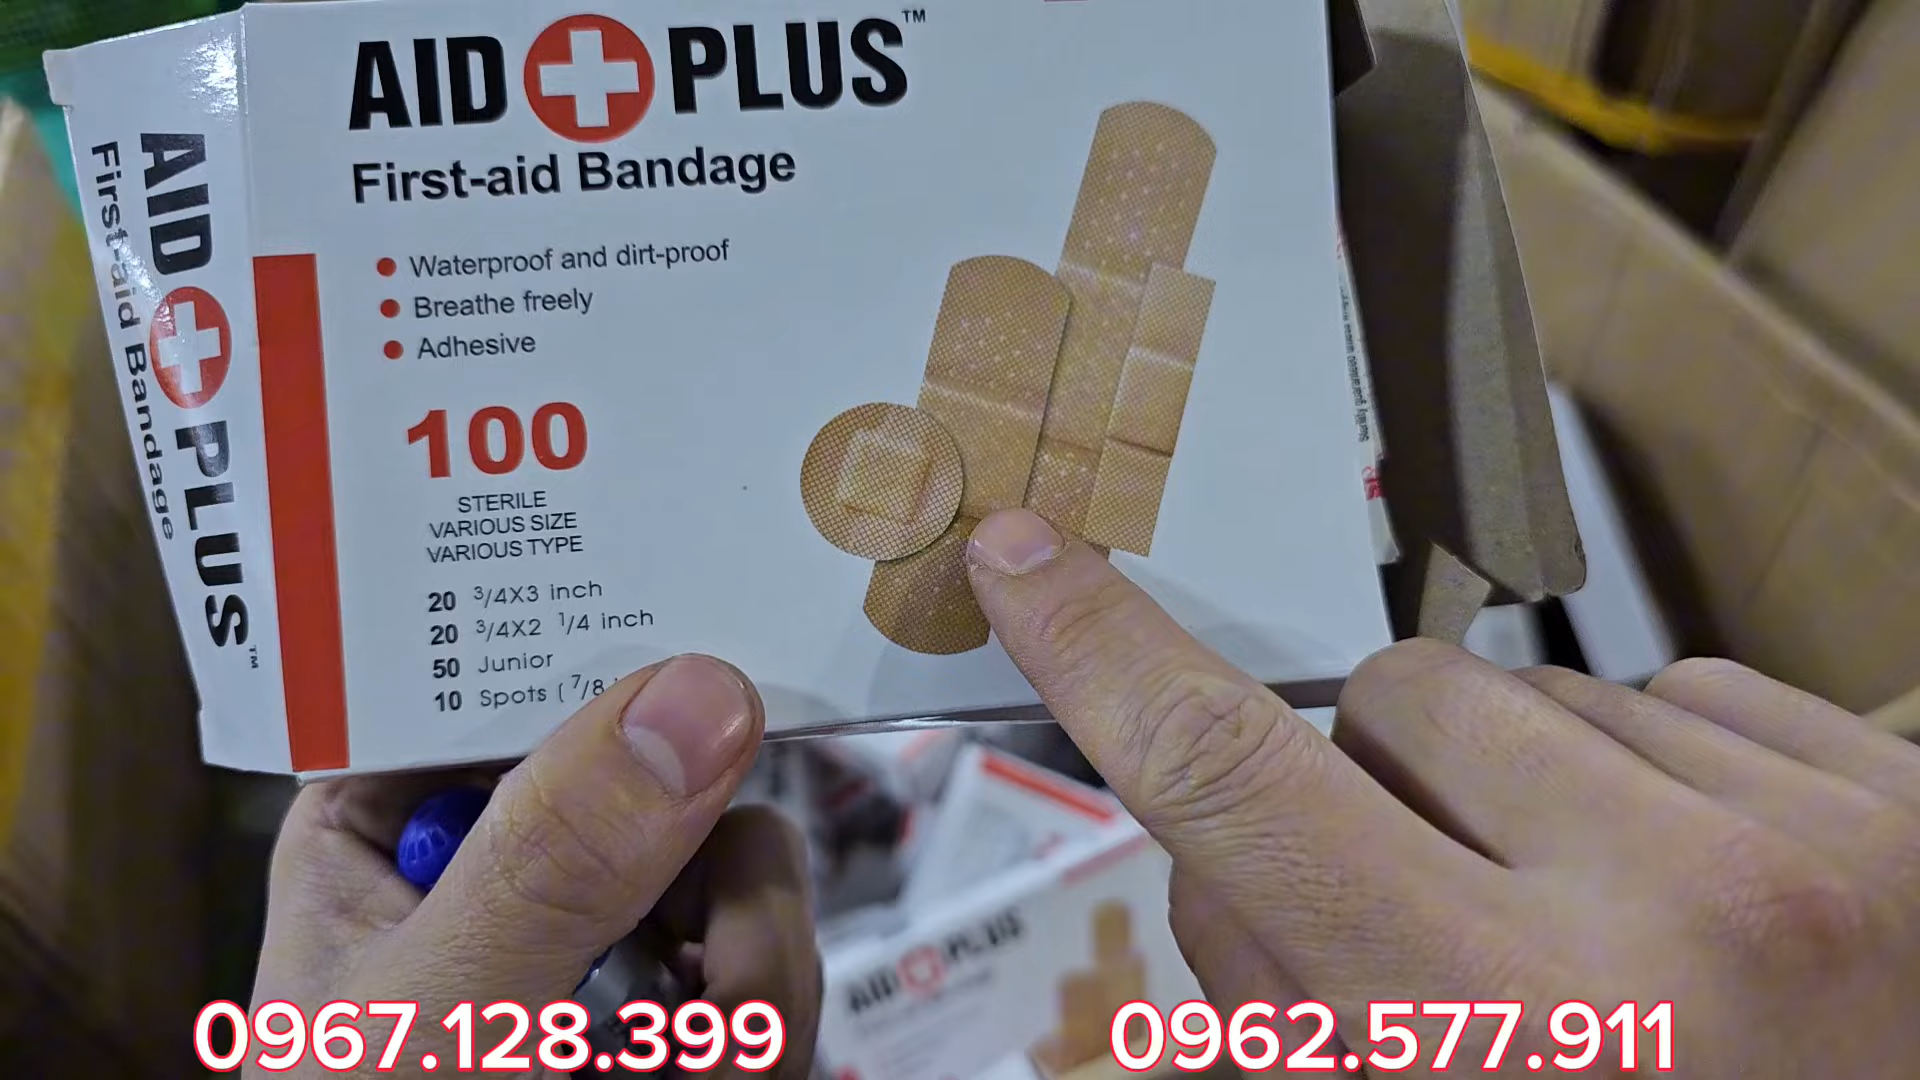 AID PLUS™
First-aid Bandage
Waterproof and dirt-proof
Breathe freely
Adhesive
100
STERILE
VARIOUS SIZE
VARIOUS TYPE
20 3/4X3 inch
20 3/4X2 1/4 inch
50 Junior
10 Spots ( 7/8
AID PLUS™
First-aid Bandage
AID PLUS
0967.128.399
0962.577.911